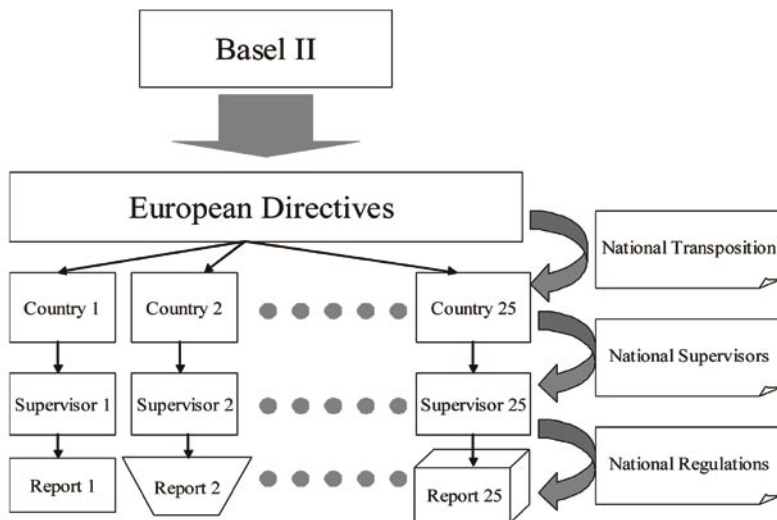 Basel II
European Directives
National Transposition
Country 1
Country 2
Country 25
National Supervisors
Supervisor 1
Supervisor 2
Supervisor 25
National Regulations
Report 1
Report 2
Report 25